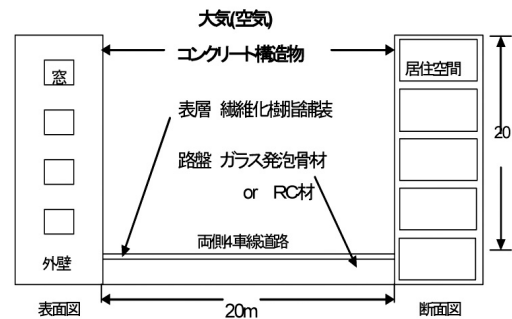 大気(空気)
コンクリート構造物
窓
居住空間
表層 繊維化樹脂舗装
20
路盤 ガラス発泡骨材
or RC材
両側4車線道路
外壁
表面図
20m
断面図